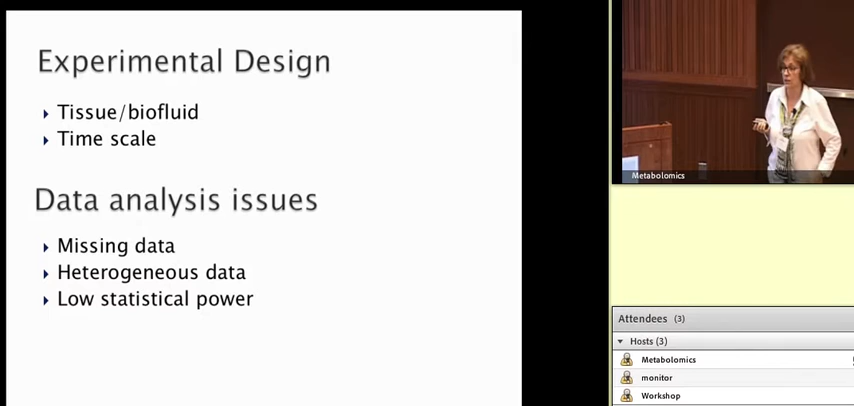 Experimental Design
Tissue/biofluid
Time scale
Data analysis issues
Missing data
Heterogeneous data
Low statistical power
Metabolomics
Attendees (3)
Hosts (3)
Metabolomics
monitor
Workshop